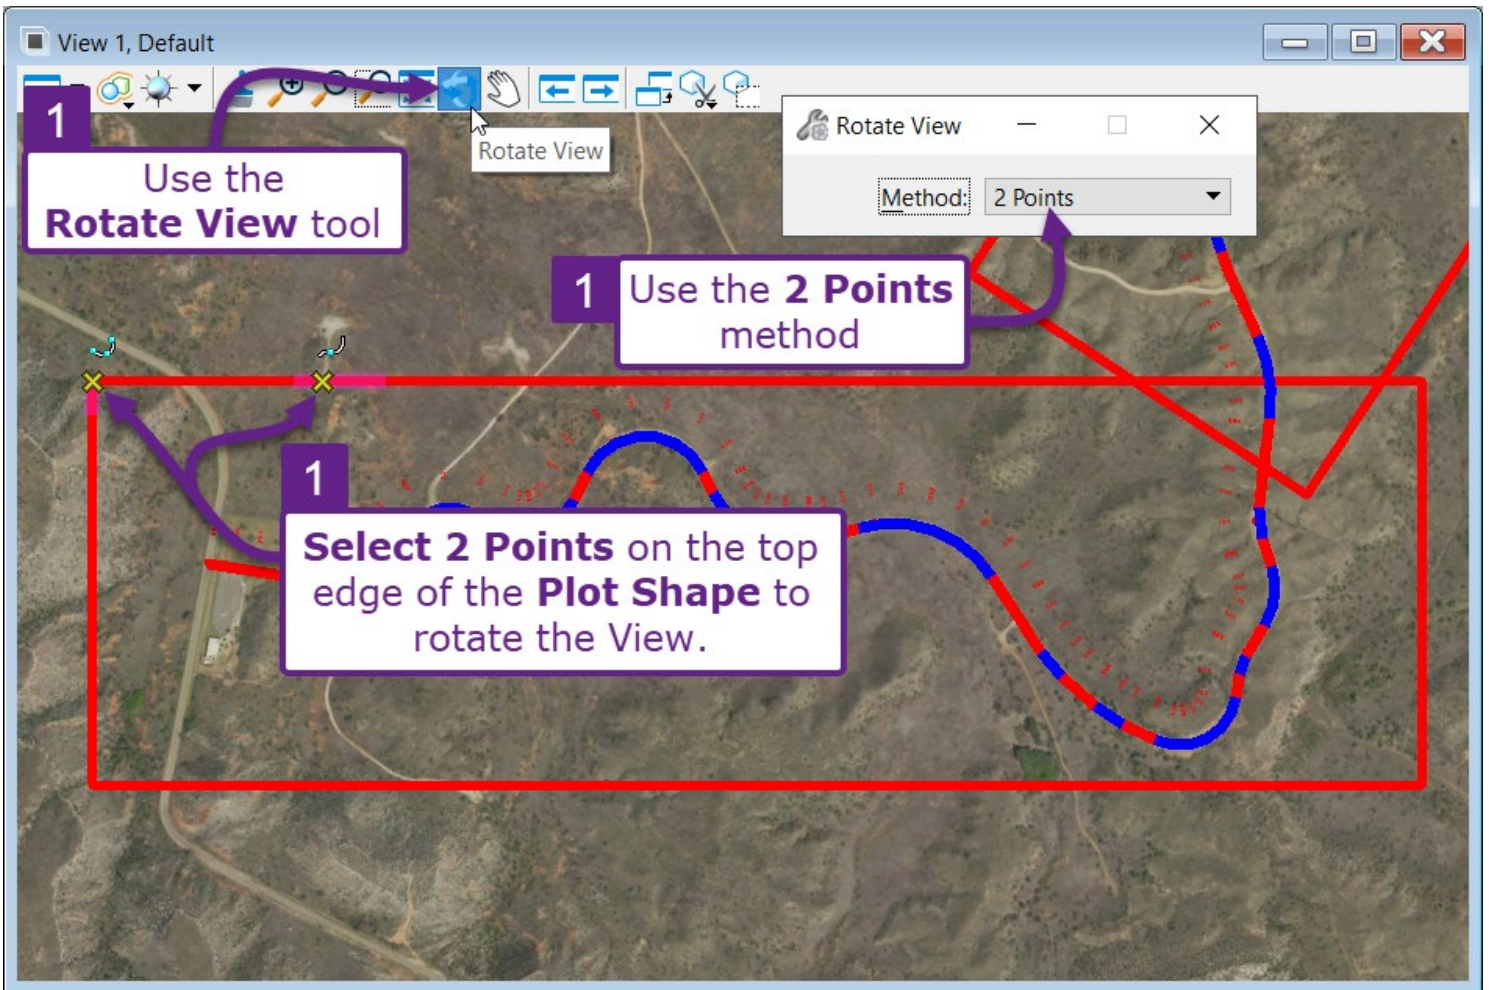 View 1, Default
1
Use the
Rotate View tool
Rotate View
Rotate View
Method: 2 Points
1
Use the 2 Points
method
1
Select 2 Points on the top
edge of the Plot Shape to
rotate the View.